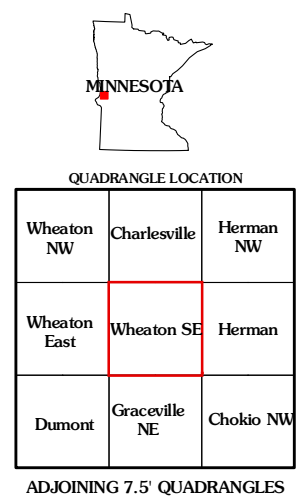 MINNESOTA
QUADRANGLE LOCATION
Wheaton
NW
Charlesville
Herman
NW
Wheaton
East
Wheaton SE
Herman
Dumont
Graceville
NE
Chokio NW
ADJOINING 7.5' QUADRANGLES